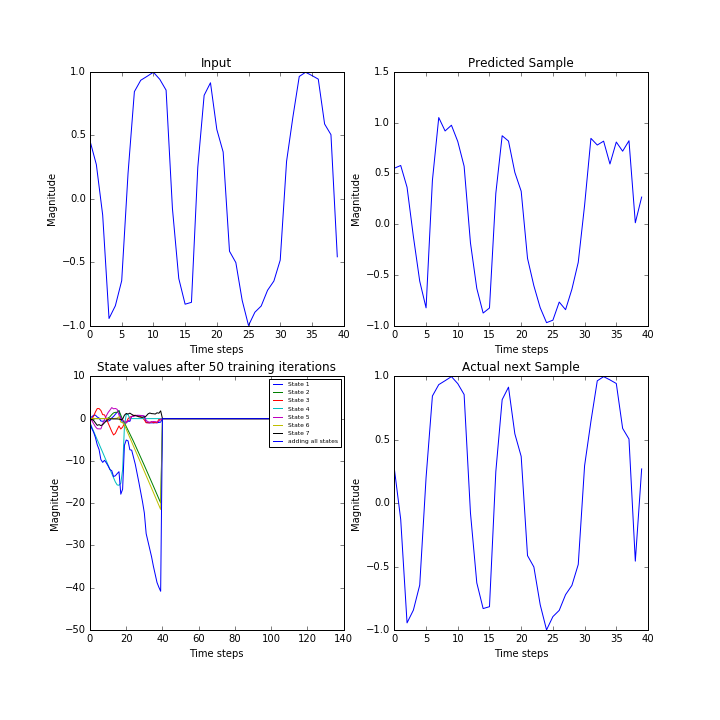 Input
1.0
0.5
0.0
−0.5
−1.0
Magnitude
0 5 10 15 20 25 30 35 40
Time steps
Predicted Sample
1.5
1.0
0.5
0.0
−0.5
−1.0
Magnitude
0 5 10 15 20 25 30 35 40
Time steps
State values after 50 training iterations
10
0
−10
−20
−30
−40
−50
Magnitude
0 20 40 60 80 100 120 140
Time steps
State 1
State 2
State 3
State 4
State 5
State 6
State 7
adding all states
Actual next Sample
1.0
0.5
0.0
−0.5
−1.0
Magnitude
0 5 10 15 20 25 30 35 40
Time steps